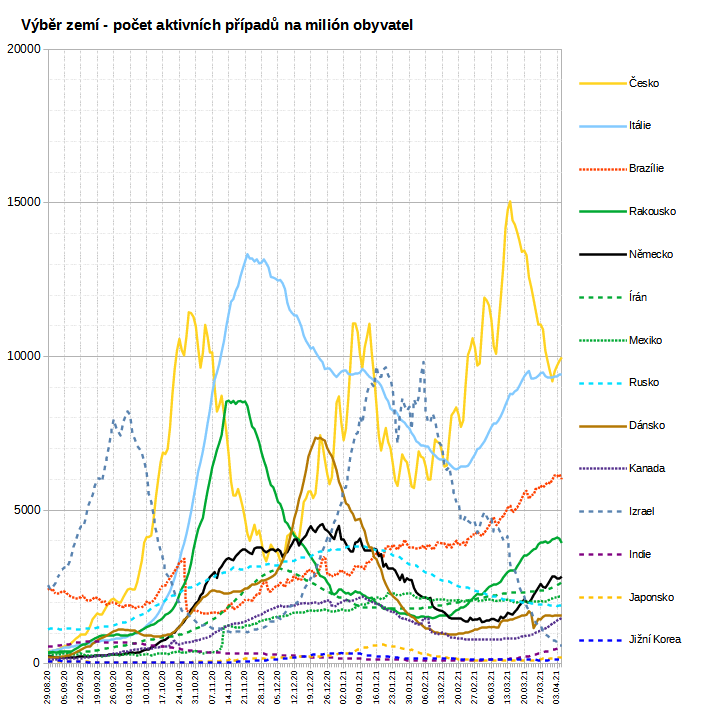 Výběr zemí - počet aktivních případů na milión obyvatel
20000
15000
10000
5000
0
Česko
Itálie
Brazílie
Rakousko
Německo
Írán
Mexiko
Rusko
Dánsko
Kanada
Izrael
Indie
Japonsko
Jižní Korea
29.08.20
05.09.20
12.09.20
19.09.20
26.09.20
03.10.20
10.10.20
17.10.20
24.10.20
31.10.20
07.11.20
14.11.20
21.11.20
28.11.20
05.12.20
12.12.20
19.12.20
26.12.20
02.01.21
09.01.21
16.01.21
23.01.21
30.01.21
06.02.21
13.02.21
20.02.21
27.02.21
06.03.21
13.03.21
20.03.21
27.03.21
03.04.21